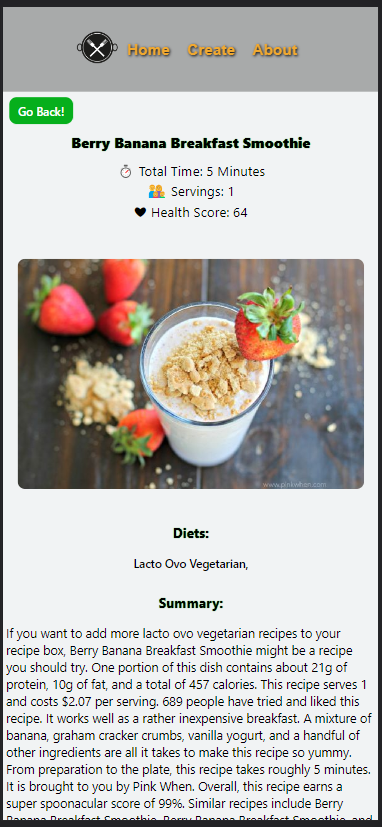 Home Create About
Go Back!
Berry Banana Breakfast Smoothie
Total Time: 5 Minutes
Servings: 1
Health Score: 64
www.pinkwhen.com
Diets:
Lacto Ovo Vegetarian,
Summary:
If you want to add more lacto ovo vegetarian recipes to your
recipe box, Berry Banana Breakfast Smoothie might be a recipe
you should try. One portion of this dish contains about 21g of
protein, 10g of fat, and a total of 457 calories. This recipe serves 1
and costs $2.07 per serving. 689 people have tried and liked this
recipe. It works well as a rather inexpensive breakfast. A mixture of
banana, graham cracker crumbs, vanilla yogurt, and a handful of
other ingredients are all it takes to make this recipe so yummy.
From preparation to the plate, this recipe takes roughly 5 minutes.
It is brought to you by Pink When. Overall, this recipe earns a
super spoonacular score of 99%. Similar recipes include Berry
Banana Breakfast Smoothie, Berry Banana Breakfast Smoothie, and